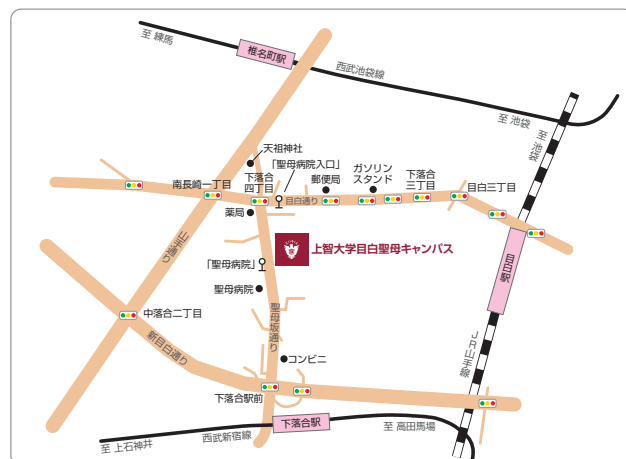 至 練馬
椎名町駅
西武池袋線
至 池袋
至 池袋
天祖神社
「聖母病院入口」
下落合
四丁目
南長崎一丁目
郵便局
ガソリン
スタンド
下落合
三丁目
目白三丁目
目白通り
薬局
山手通り
上智大学目白聖母キャンパス
「聖母病院」
聖母病院
目白駅
中落合二丁目
新目白通り
聖母坂通り
コンビニ
JR山手線
下落合駅前
下落合駅
至 上石神井
西武新宿線
至 高田馬場